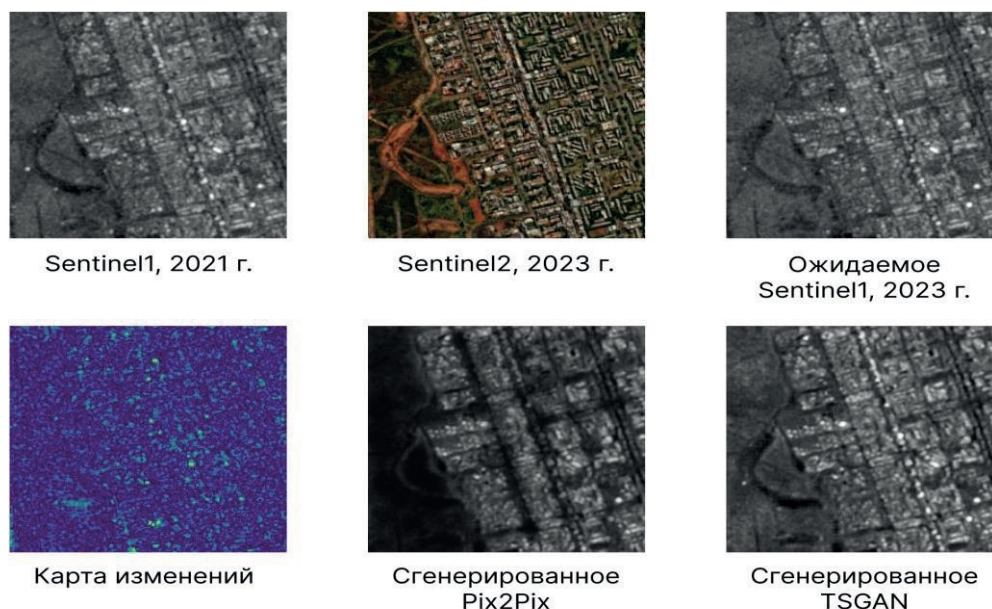 Sentinel1, 2021 г.
Sentinel2, 2023 г.
Ожидаемое
Sentinel1, 2023 г.
Карта изменений
Сгенерированное
Pix2Pix
Сгенерированное
TSGAN